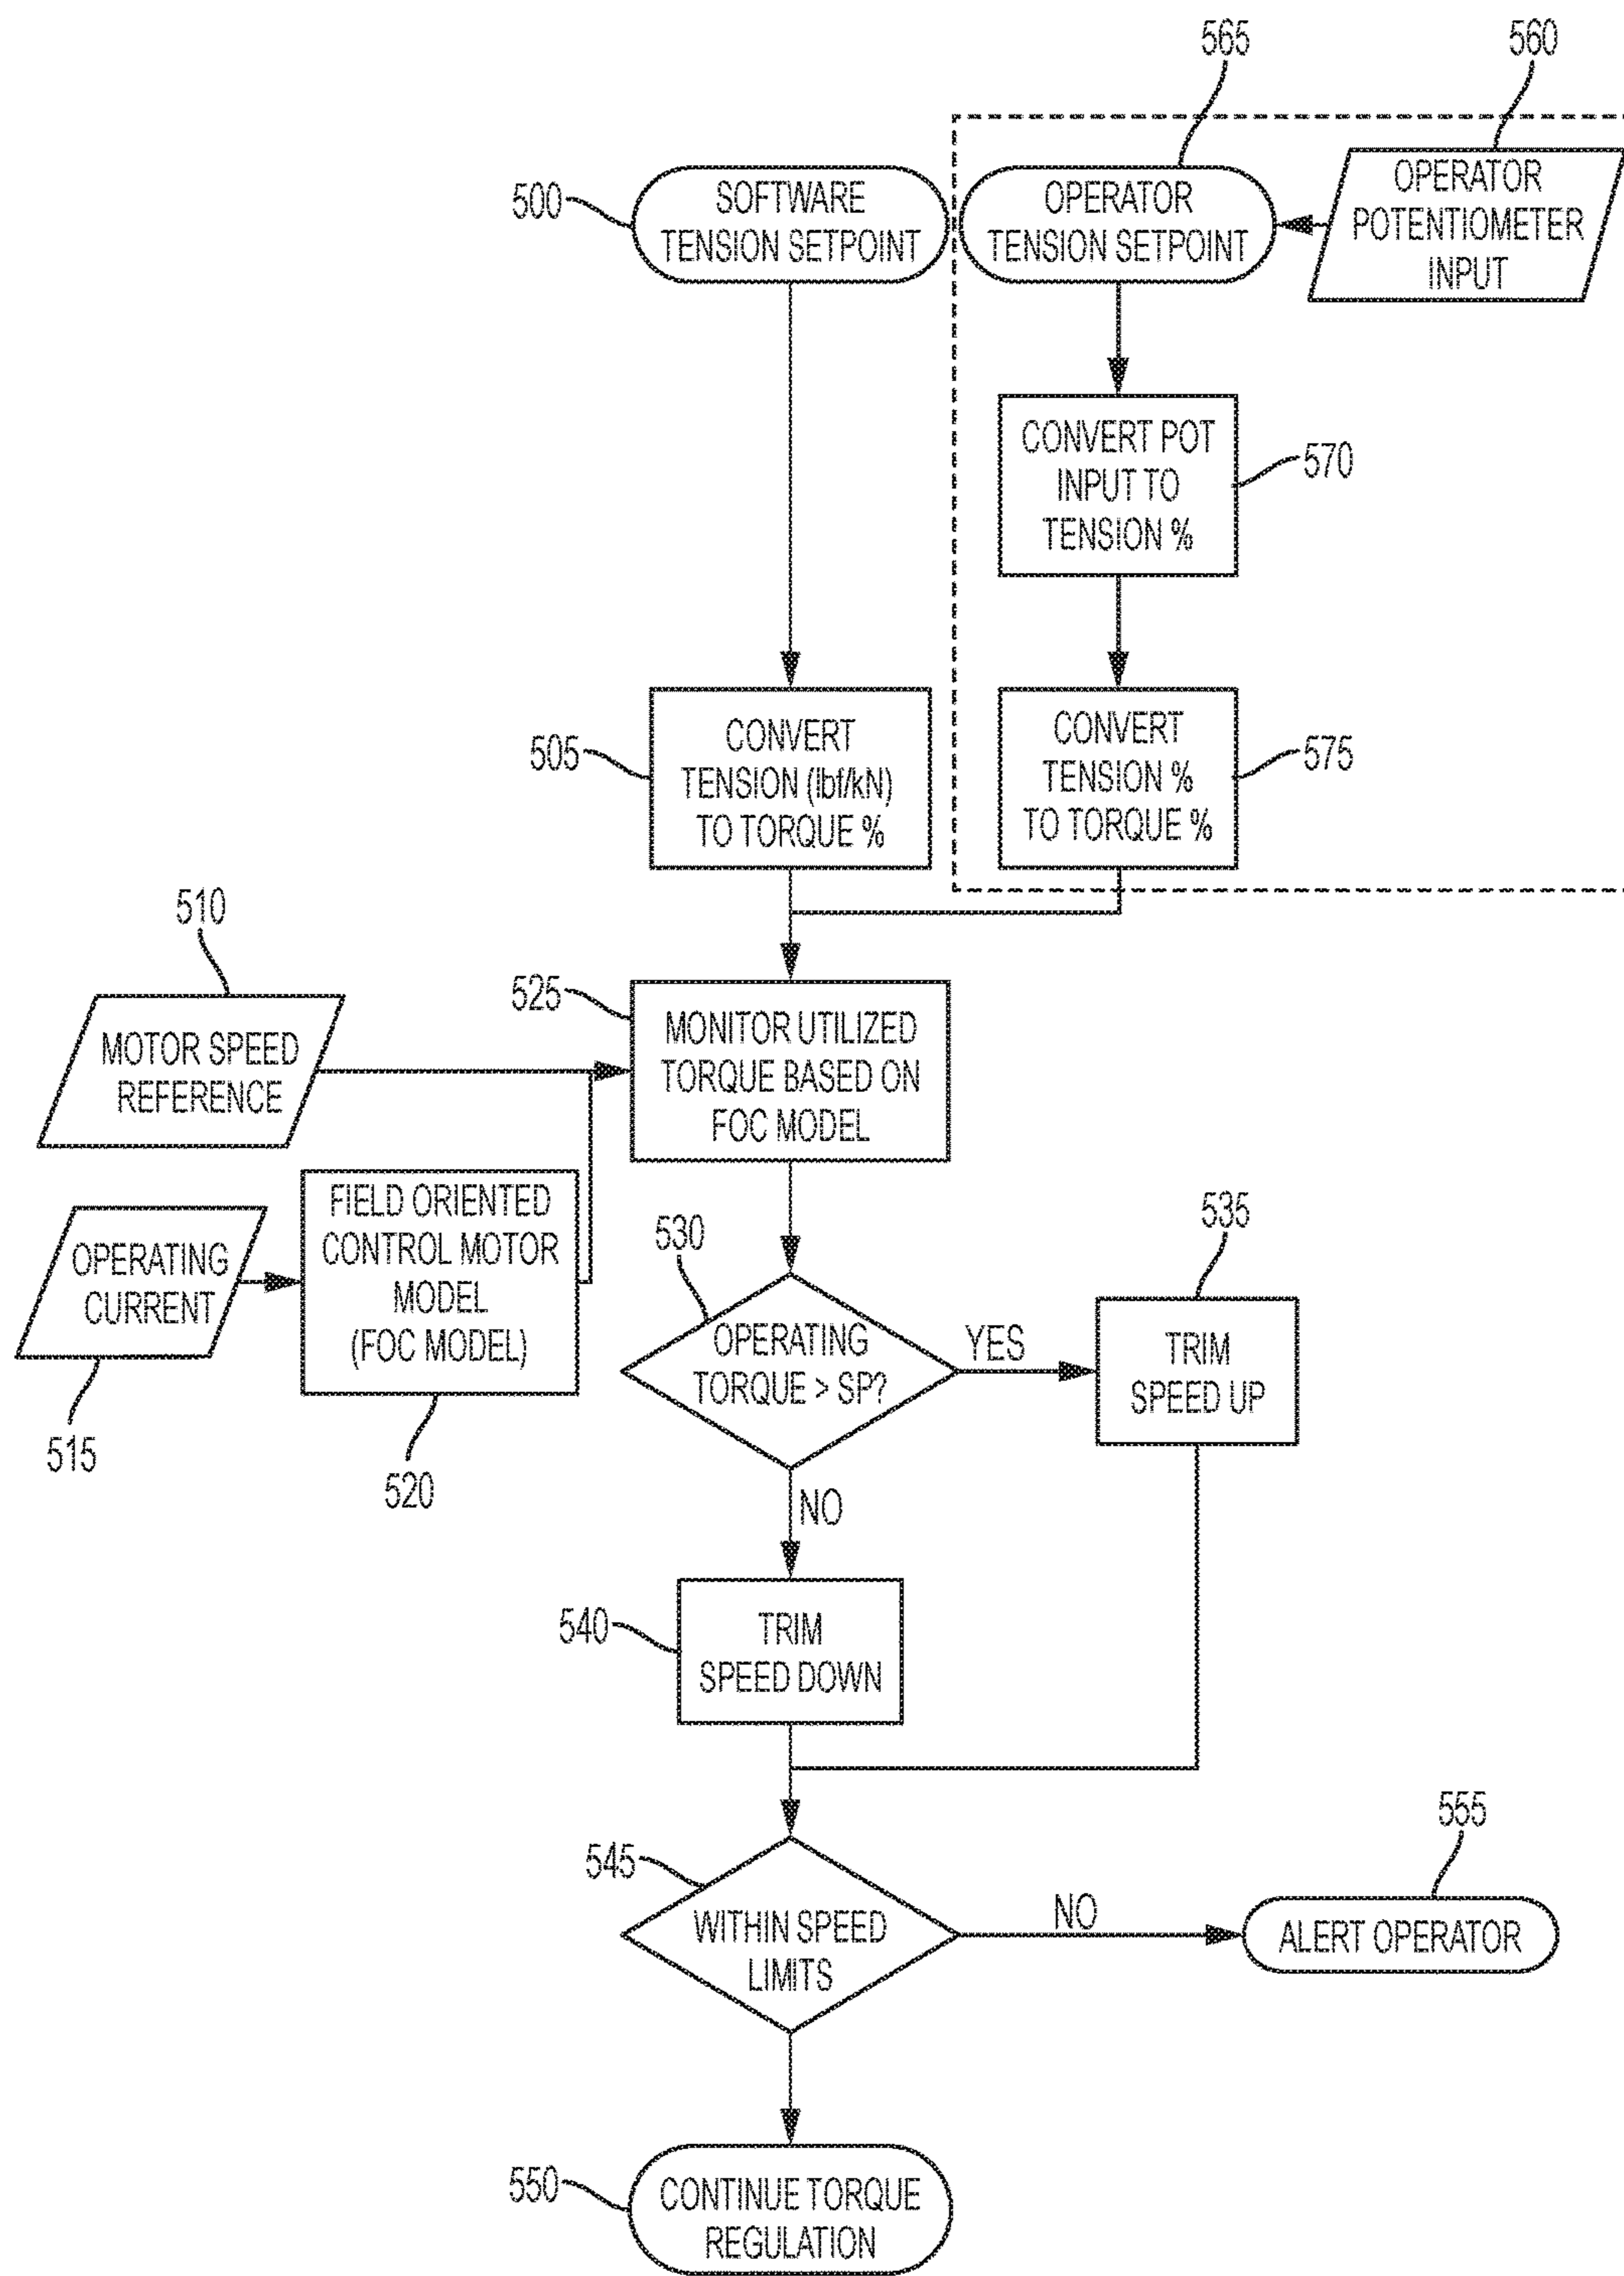 565
560
500
SOFTWARE
TENSION SETPOINT
OPERATOR
TENSION SETPOINT
OPERATOR
POTENTIOMETER
INPUT
CONVERT POT
INPUT TO
TENSION %
570
505
CONVERT
TENSION (lbf/kN)
TO TORQUE %
CONVERT
TENSION %
TO TORQUE %
575
510
MOTOR SPEED
REFERENCE
525
MONITOR UTILIZED
TORQUE BASED ON
FOC MODEL
OPERATING
CURRENT
515
FIELD ORIENTED
CONTROL MOTOR
MODEL
(FOC MODEL)
520
530
OPERATING
TORQUE > SP?
YES
535
TRIM
SPEED UP
NO
540
TRIM
SPEED DOWN
545
WITHIN SPEED
LIMITS
NO
555
ALERT OPERATOR
550
CONTINUE TORQUE
REGULATION